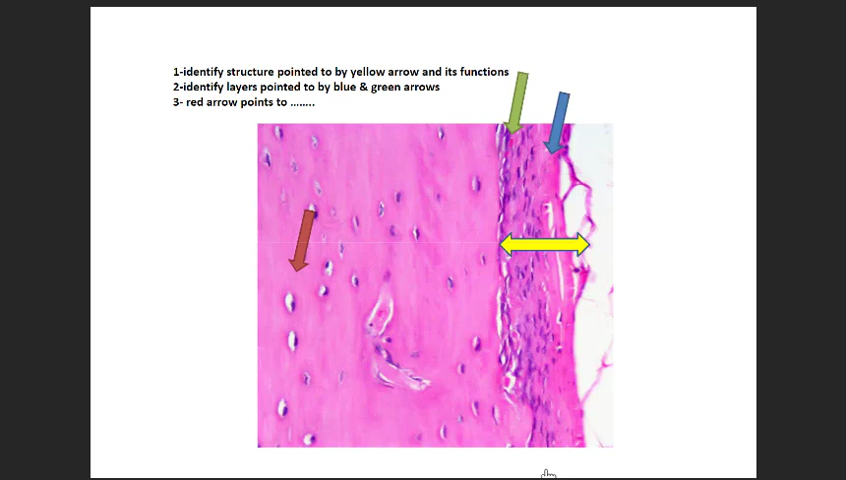 1-identify structure pointed to by yellow arrow and its functions
2-identify layers pointed to by blue & green arrows
3- red arrow points to ........